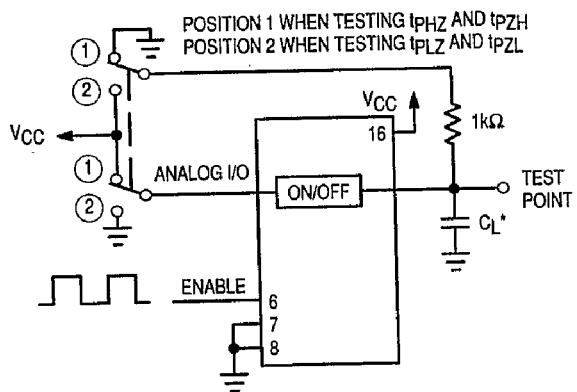 POSITION 1 WHEN TESTING tPHZ AND tPZH
POSITION 2 WHEN TESTING tPLZ AND tPZL
1
2
VCC
VCC
16
1kΩ
1
ANALOG I/O
ON/OFF
TEST
POINT
2
CL*
ENABLE
6
7
8